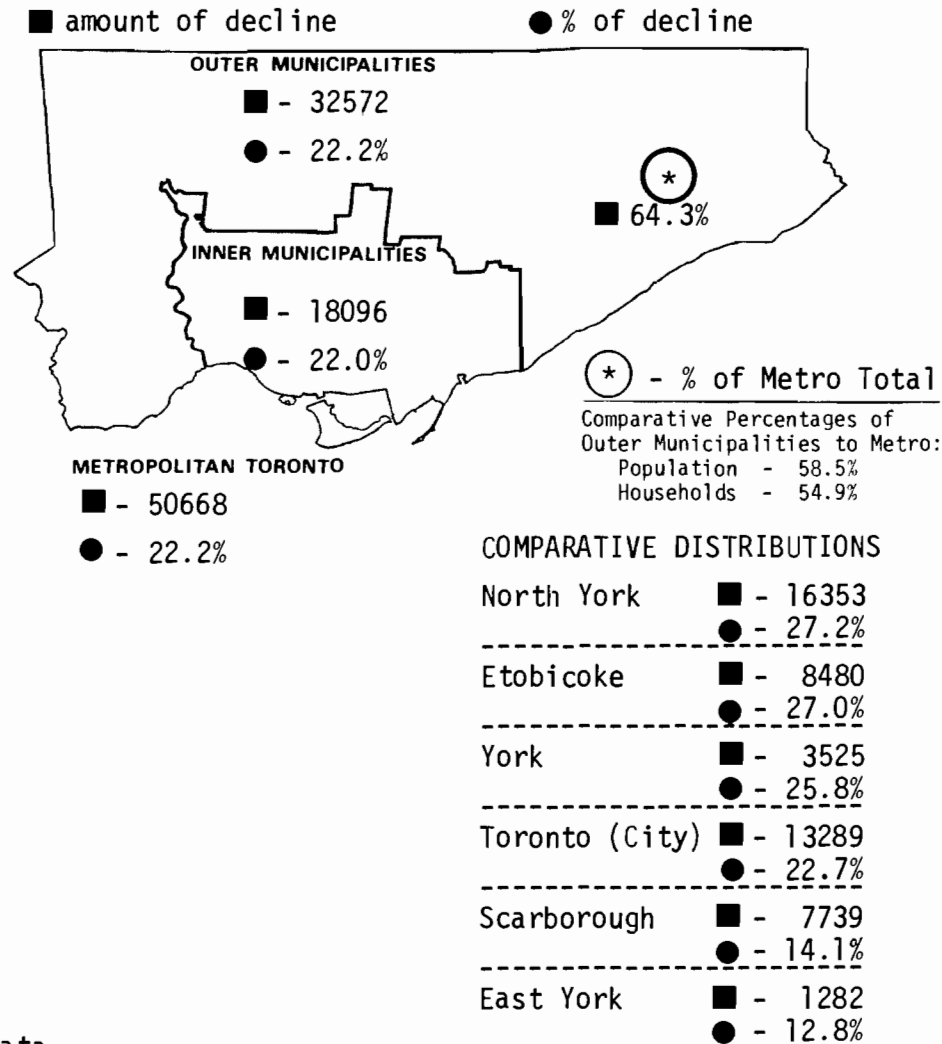 ■ amount of decline ● % of decline
OUTER MUNICIPALITIES
■ - 32572
● - 22.2%
*
■ 64.3%
INNER MUNICIPALITIES
■ - 18096
● - 22.0%
* - % of Metro Total
Comparative Percentages of
Outer Municipalities to Metro:
Population - 58.5%
Households - 54.9%
METROPOLITAN TORONTO
■ - 50668
● - 22.2%
COMPARATIVE DISTRIBUTIONS
North York ■ - 16353
● - 27.2%
Etobicoke ■ - 8480
● - 27.0%
York ■ - 3525
● - 25.8%
Toronto (City) ■ - 13289
● - 22.7%
Scarborough ■ - 7739
● - 14.1%
East York ■ - 1282
● - 12.8%